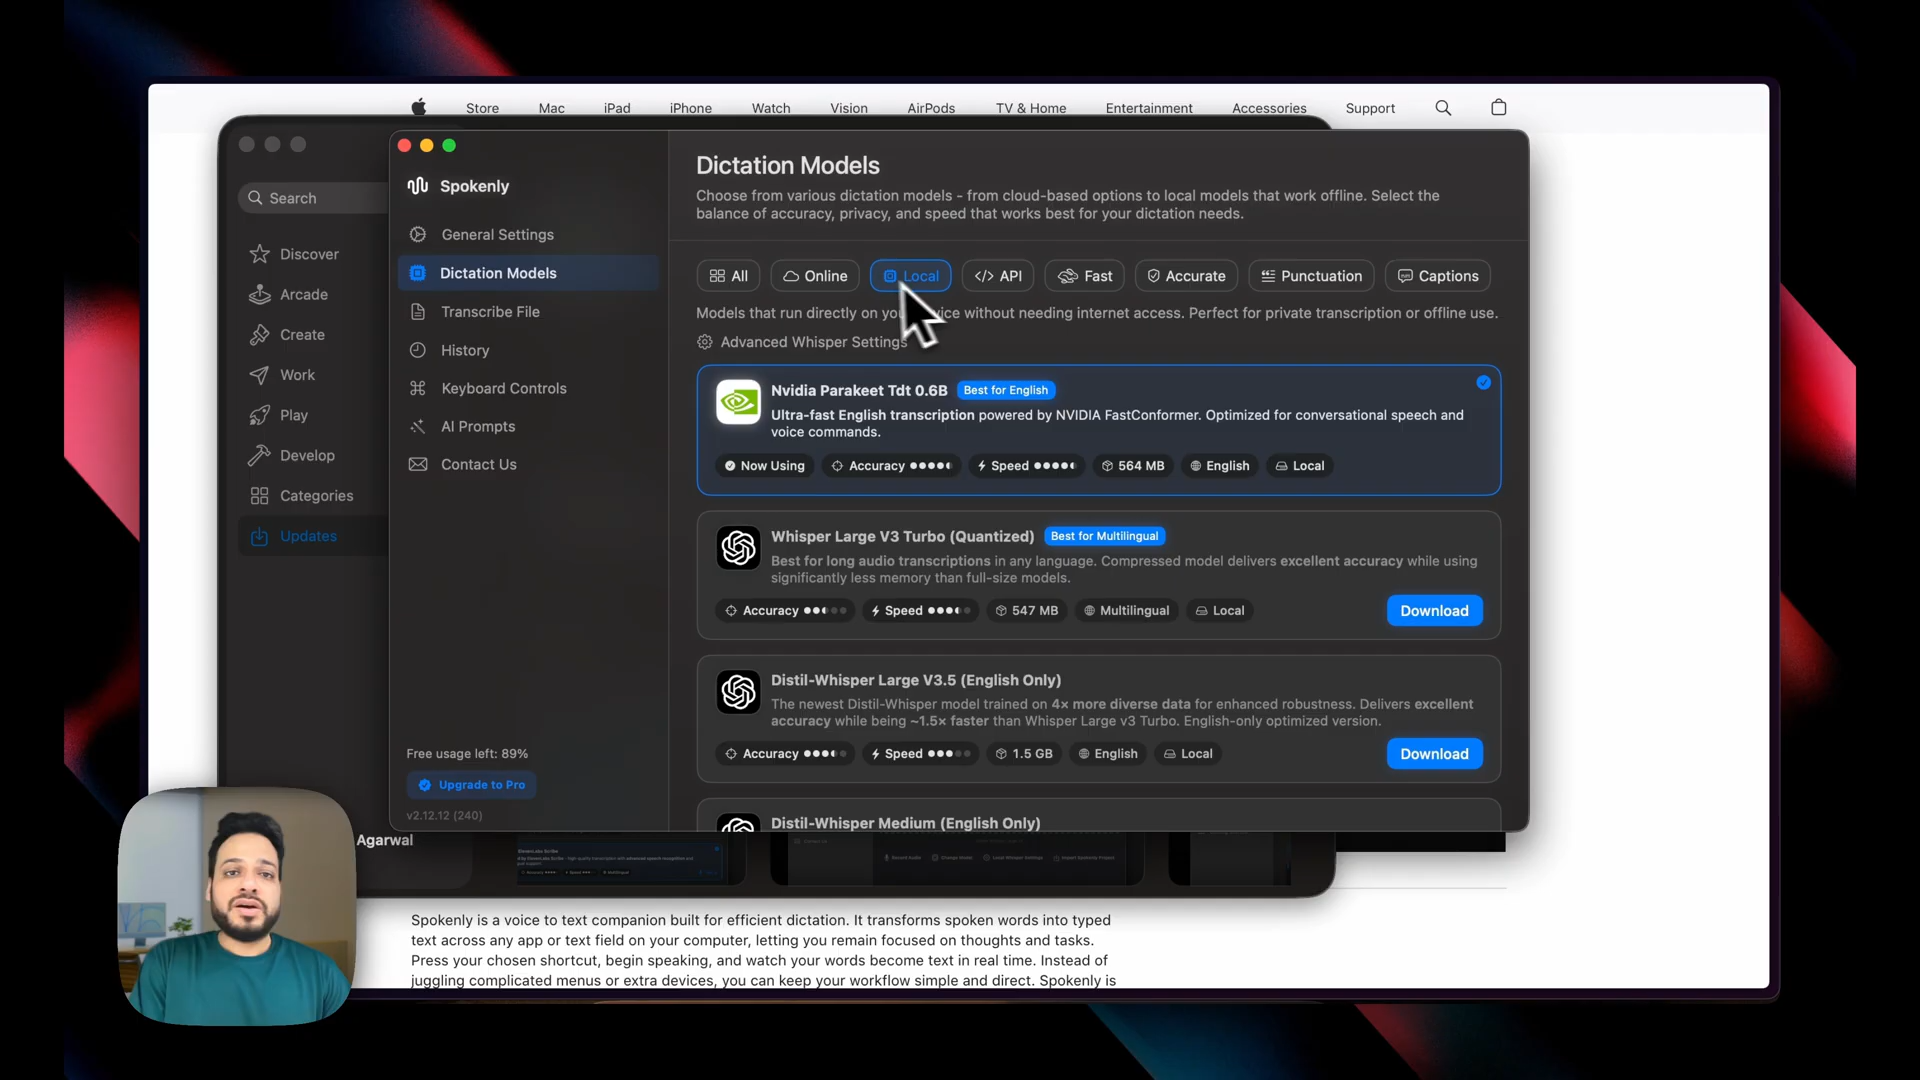 Store Mac iPad iPhone Watch Vision AirPods TV & Home Entertainment Accessories Support
Search
Discover
Arcade
Create
Work
Play
Develop
Categories
Updates
Agarwal
Spokenly
General Settings
Dictation Models
Transcribe File
History
Keyboard Controls
AI Prompts
Contact Us
Free usage left: 89%
Upgrade to Pro
v2.12.12 (240)
Dictation Models
Choose from various dictation models - from cloud-based options to local models that work offline. Select the
balance of accuracy, privacy, and speed that works best for your dictation needs.
All Online Local </> API Fast Accurate Punctuation Captions
Models that run directly on without needing internet access. Perfect for private transcription or offline use.
Advanced Whisper Settings
Nvidia Parakeet Tdt 0.6B Best for English
Ultra-fast English transcription powered by NVIDIA FastConformer. Optimized for conversational speech and
voice commands.
Now Using Accuracy Speed 564 MB English Local
Whisper Large V3 Turbo (Quantized) Best for Multilingual
Best for long audio transcriptions in any language. Compressed model delivers excellent accuracy while using
significantly less memory than full-size models.
Accuracy Speed 547 MB Multilingual Local Download
Distil-Whisper Large V3.5 (English Only)
The newest Distil-Whisper model trained on 4× more diverse data for enhanced robustness. Delivers excellent
accuracy while being ~1.5× faster than Whisper Large v3 Turbo. English-only optimized version.
Accuracy Speed 1.5 GB English Local Download
Distil-Whisper Medium (English Only)
Spokenly is a voice to text companion built for efficient dictation. It transforms spoken words into typed
text across any app or text field on your computer, letting you remain focused on thoughts and tasks.
Press your chosen shortcut, begin speaking, and watch your words become text in real time. Instead of
juggling complicated menus or extra devices, you can keep your workflow simple and direct. Spokenly is